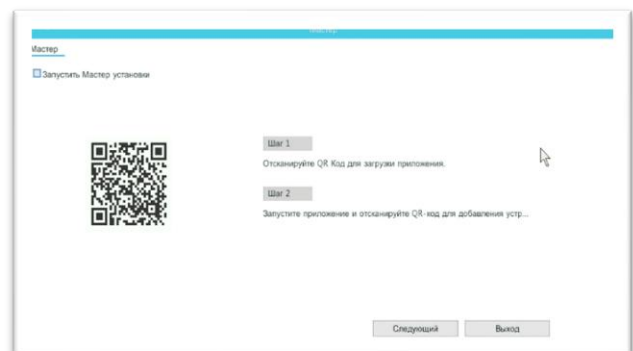 Мастер
Мастер
Запустить Мастер установки
Шаг 1
Отсканируйте QR Код для загрузки приложения.
Шаг 2
Запустите приложение и отсканируйте QR-код для добавления устр...
Следующий
Выход